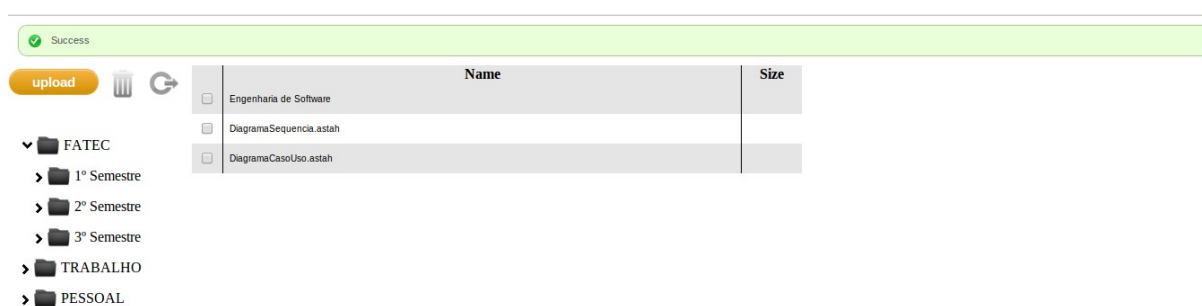 Success
upload
Name Size
Engenharia de Software
DiagramaSequencia.astah
DiagramaCasoUso.astah
FATEC
1º Semestre
2º Semestre
3º Semestre
TRABALHO
PESSOAL